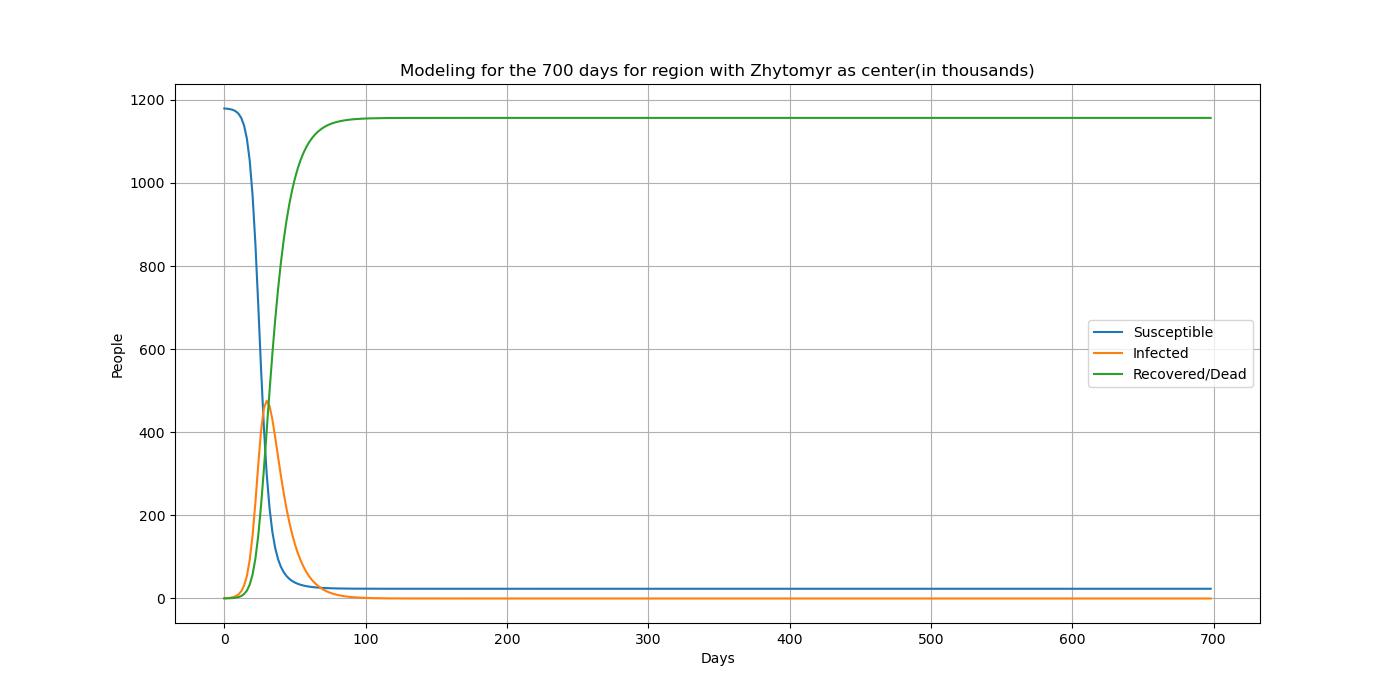 Modeling for the 700 days for region with Zhytomyr as center(in thousands)
1200
1000
800
600
400
200
0
People
Susceptible
Infected
Recovered/Dead
0 100 200 300 400 500 600 700
Days